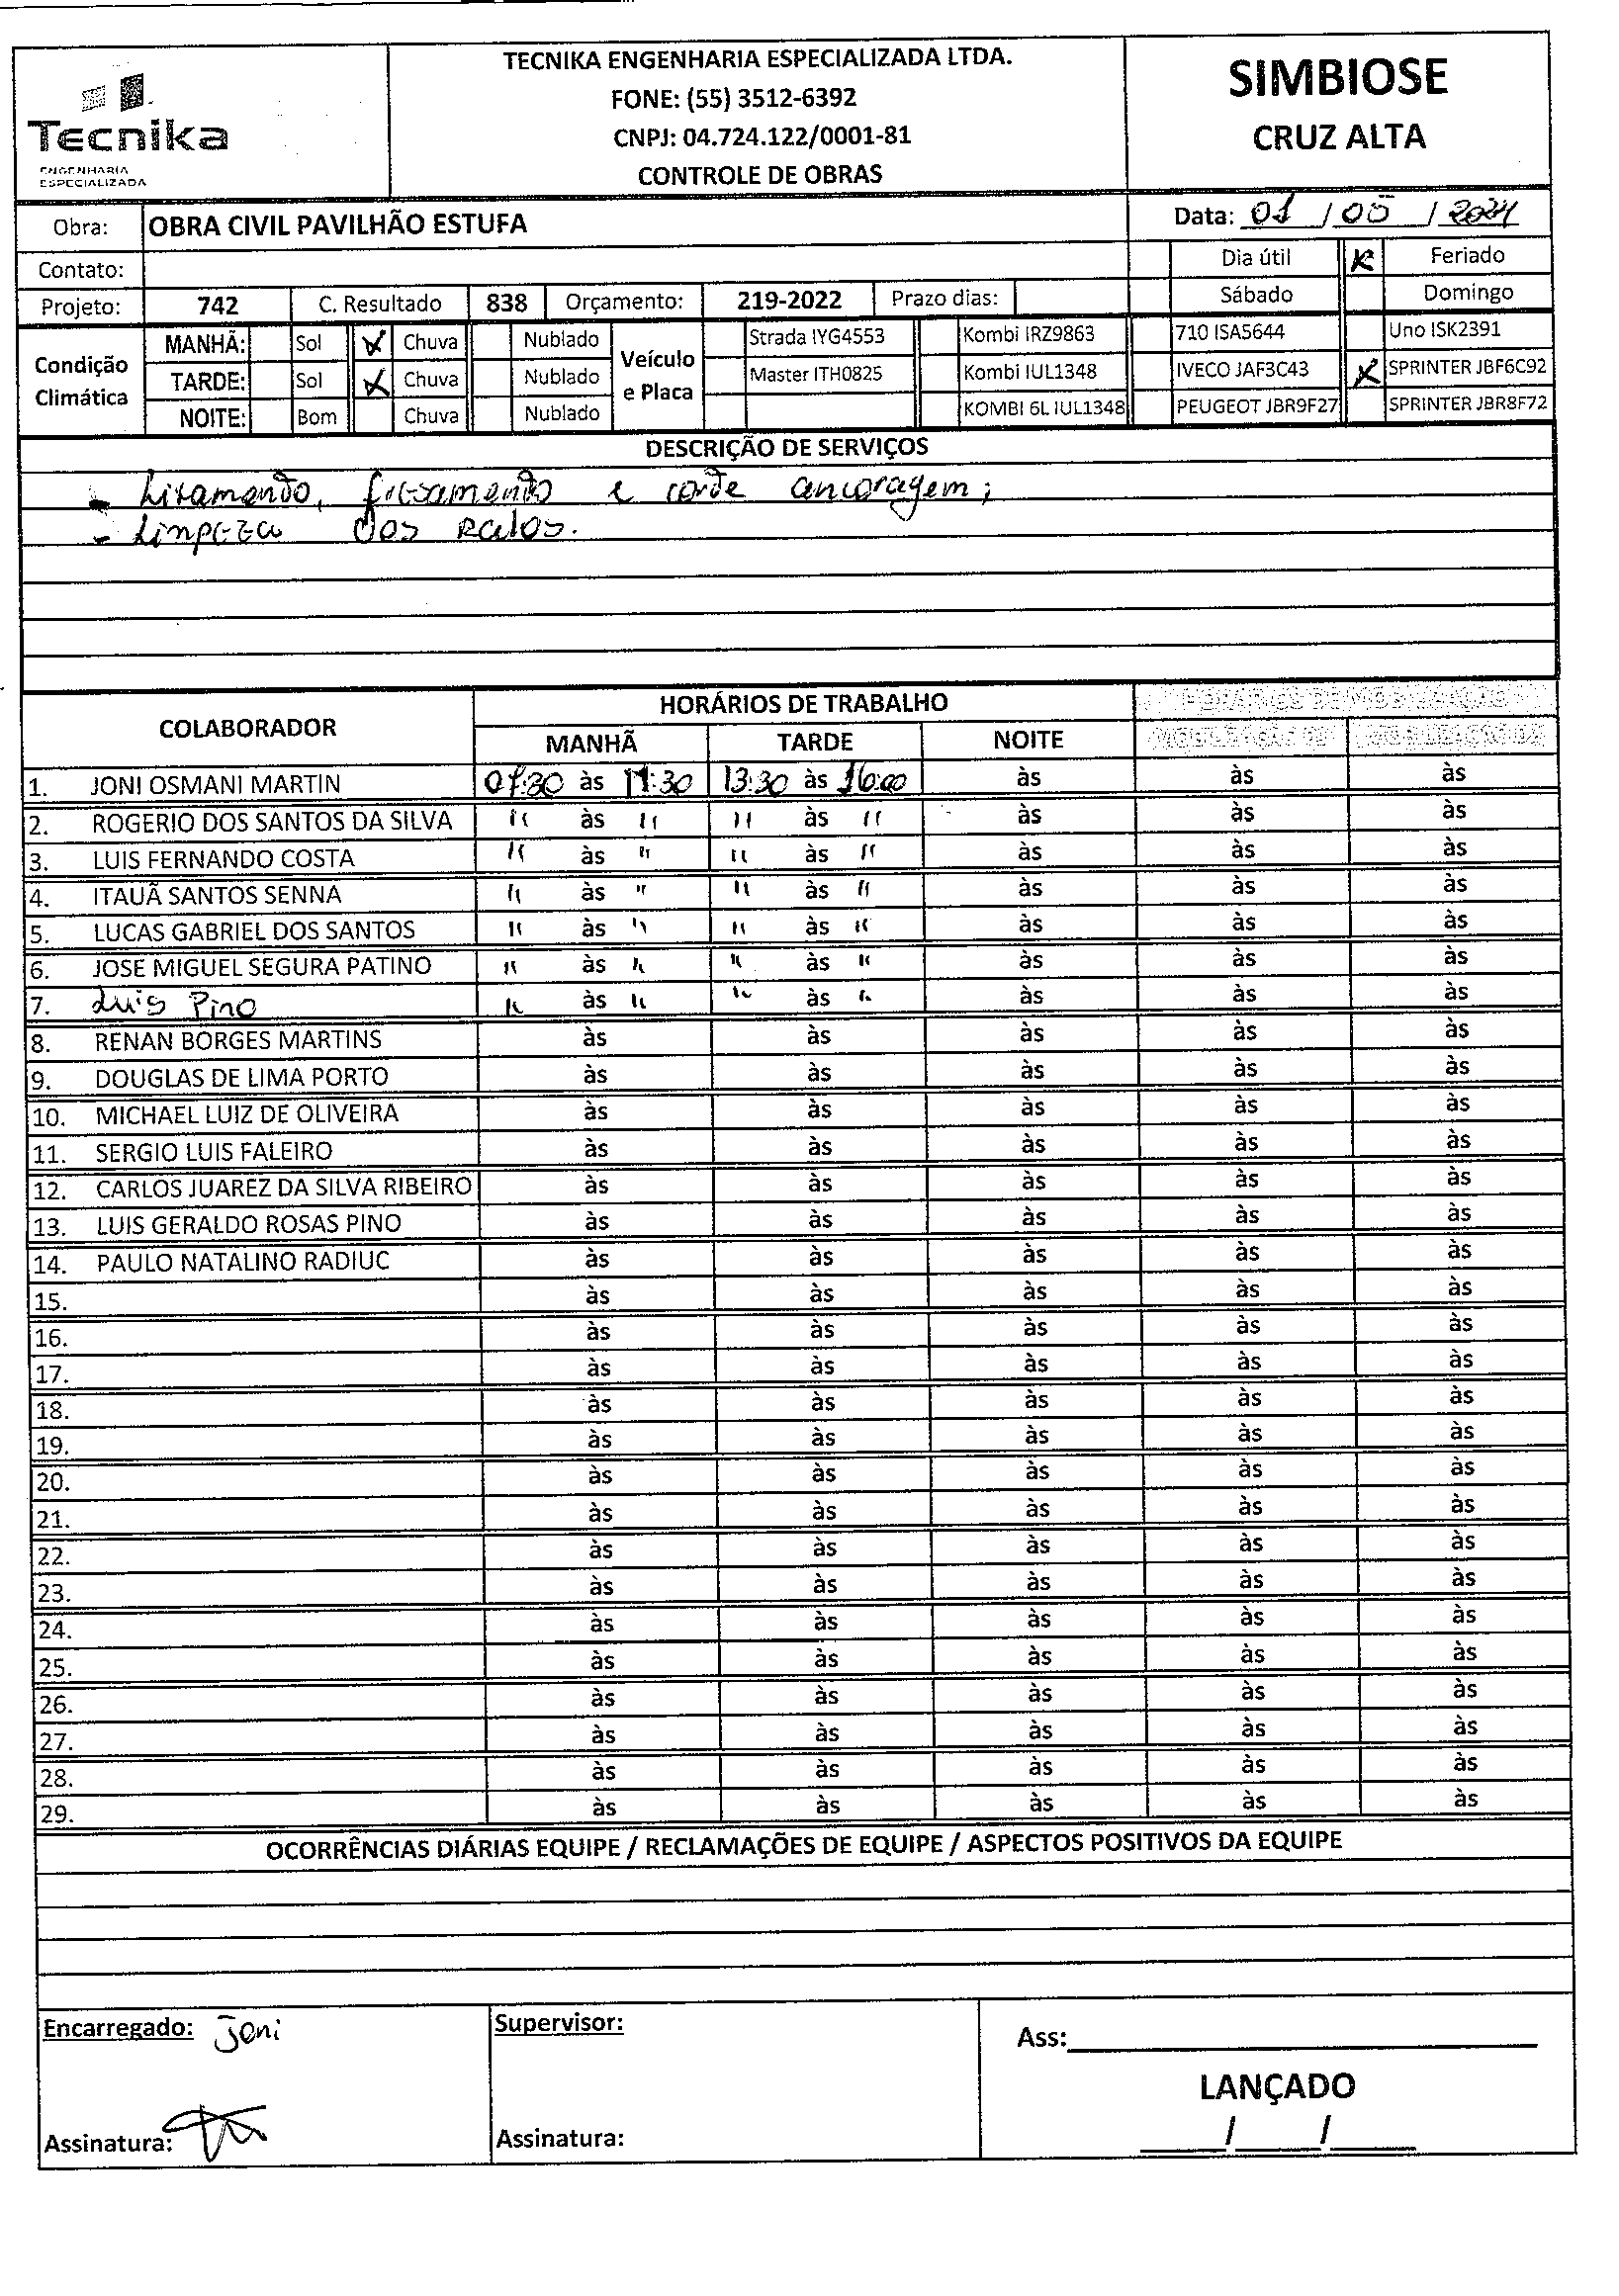 TECNIKA ENGENHARIA ESPECIALIZADA LTDA.
FONE: (55) 3512-6392
CNPJ: 04.724.122/0001-81
CONTROLE DE OBRAS
Tecnika
ENGENHARIA
ESPECIALIZADA
SIMBIOSE
CRUZ ALTA
Obra: OBRA CIVIL PAVILHÃO ESTUFA
Data: 01 / 05 / 2024
Contato:
Dia útil X Feriado
Projeto: 742 C. Resultado 838 Orçamento: 219-2022 Prazo dias:
Sábado Domingo
Condição Climática
MANHÃ: Sol X Chuva Nublado
TARDE: Sol X Chuva Nublado
NOITE: Bom Chuva Nublado
Veículo e Placa
Strada IYG4553 Kombi IRZ9863 710 ISA5644 Uno ISK2391
Master ITH0825 Kombi IUL1348 IVECO JAF3C43 X SPRINTER JBF6C92
KOMBI 6L IUL1348 PEUGEOT JBR9F27 SPRINTER JBR8F72
DESCRIÇÃO DE SERVIÇOS
- Lixamendo, e corde ancoragem;
- Limpeza dos ralos.
COLABORADOR HORÁRIOS DE TRABALHO
MANHÃ TARDE NOITE
1. JONI OSMANI MARTIN 07:30 às 11:30 13:30 às 16:00 às às às
2. ROGERIO DOS SANTOS DA SILVA " às " " às " às às às
3. LUIS FERNANDO COSTA " às " " às " às às às
4. ITAUÃ SANTOS SENNA " às " " às " às às às
5. LUCAS GABRIEL DOS SANTOS " às " " às " às às às
6. JOSE MIGUEL SEGURA PATINO " às " " às " às às às
7. Luis Pino " às " " às " às às às
8. RENAN BORGES MARTINS às às às às às
9. DOUGLAS DE LIMA PORTO às às às às às
10. MICHAEL LUIZ DE OLIVEIRA às às às às às
11. SERGIO LUIS FALEIRO às às às às às
12. CARLOS JUAREZ DA SILVA RIBEIRO às às às às às
13. LUIS GERALDO ROSAS PINO às às às às às
14. PAULO NATALINO RADIUC às às às às às
15. às às às às às
16. às às às às às
17. às às às às às
18. às às às às às
19. às às às às às
20. às às às às às
21. às às às às às
22. às às às às às
23. às às às às às
24. às às às às às
25. às às às às às
26. às às às às às
27. às às às às às
28. às às às às às
29. às às às às às
OCORRÊNCIAS DIÁRIAS EQUIPE / RECLAMAÇÕES DE EQUIPE / ASPECTOS POSITIVOS DA EQUIPE
Encarregado: Joni
Supervisor:
Ass:
LANÇADO
Assinatura:
Assinatura:
/ /